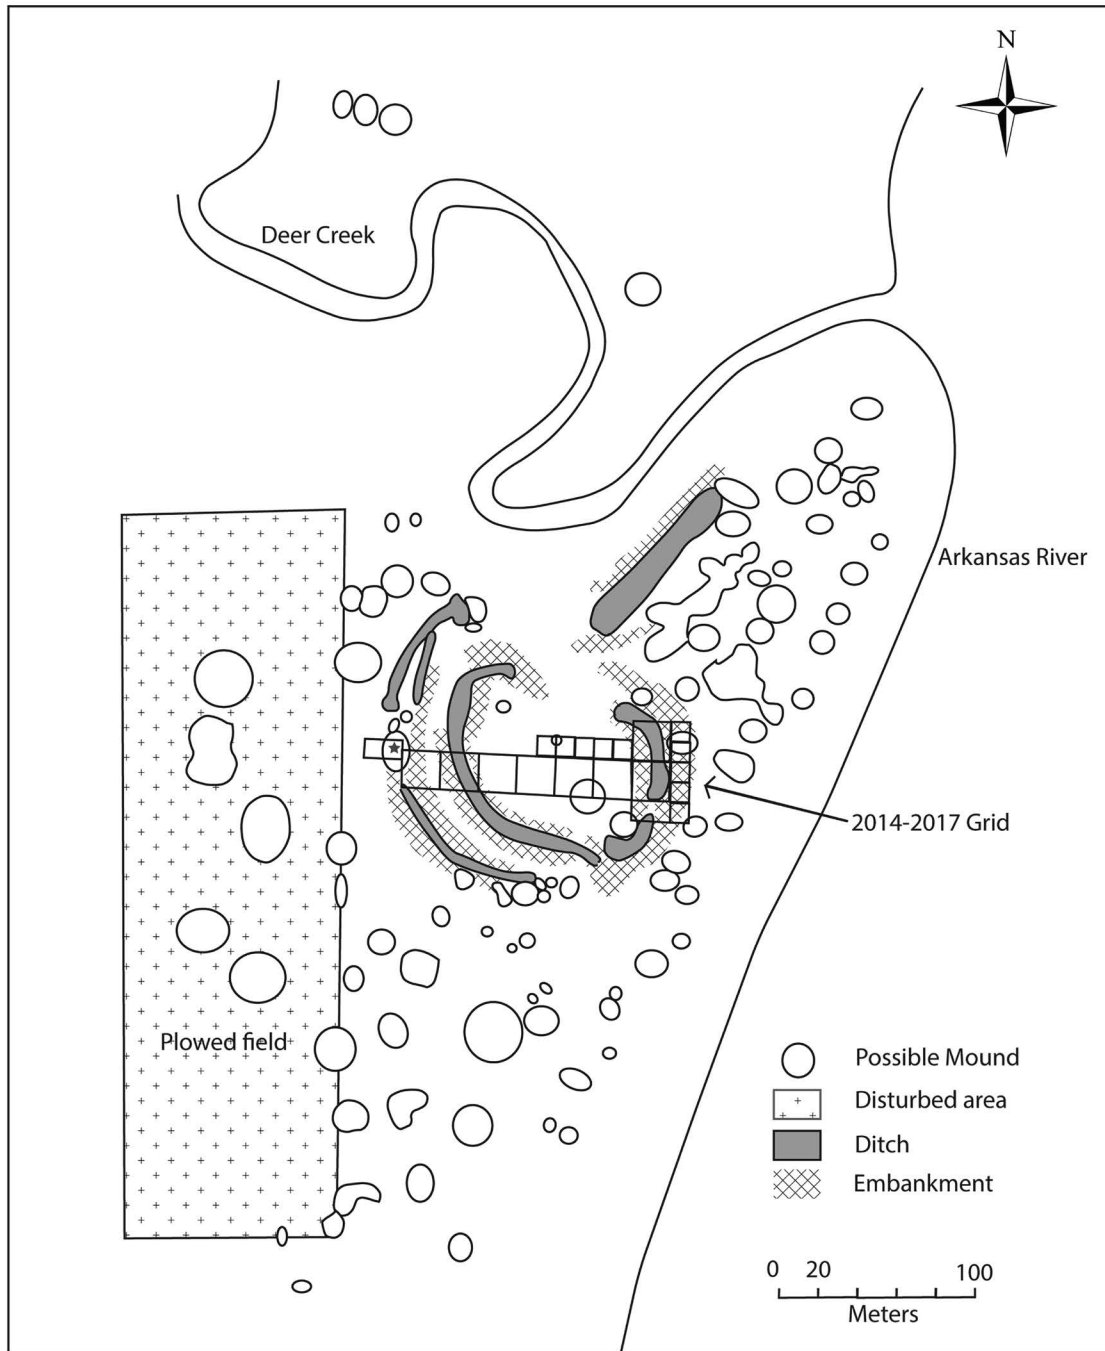 N
Deer Creek
Arkansas River
2014-2017 Grid
Plowed field
Possible Mound
Disturbed area
Ditch
Embankment
0 20 100
Meters